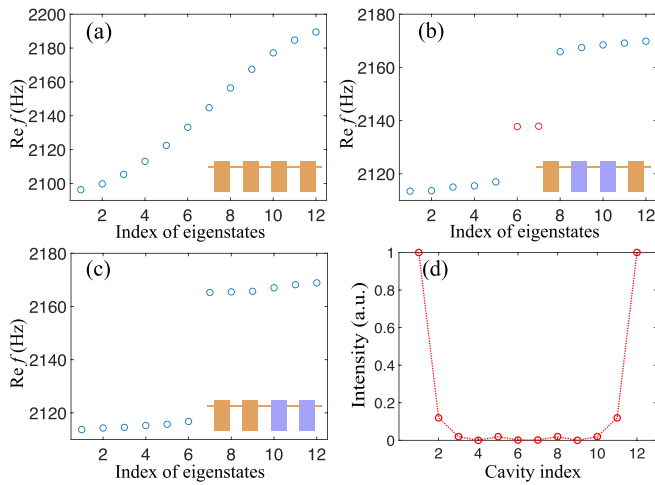 (a)
2200
2180
2160
2140
2120
2100
Re f (Hz)
2 4 6 8 10 12
Index of eigenstates
(b)
2180
2160
2140
2120
Re f (Hz)
2 4 6 8 10 12
Index of eigenstates
(c)
2180
2160
2140
2120
Re f (Hz)
2 4 6 8 10 12
Index of eigenstates
(d)
1
0.8
0.6
0.4
0.2
0
Intensity (a.u.)
2 4 6 8 10 12
Cavity index